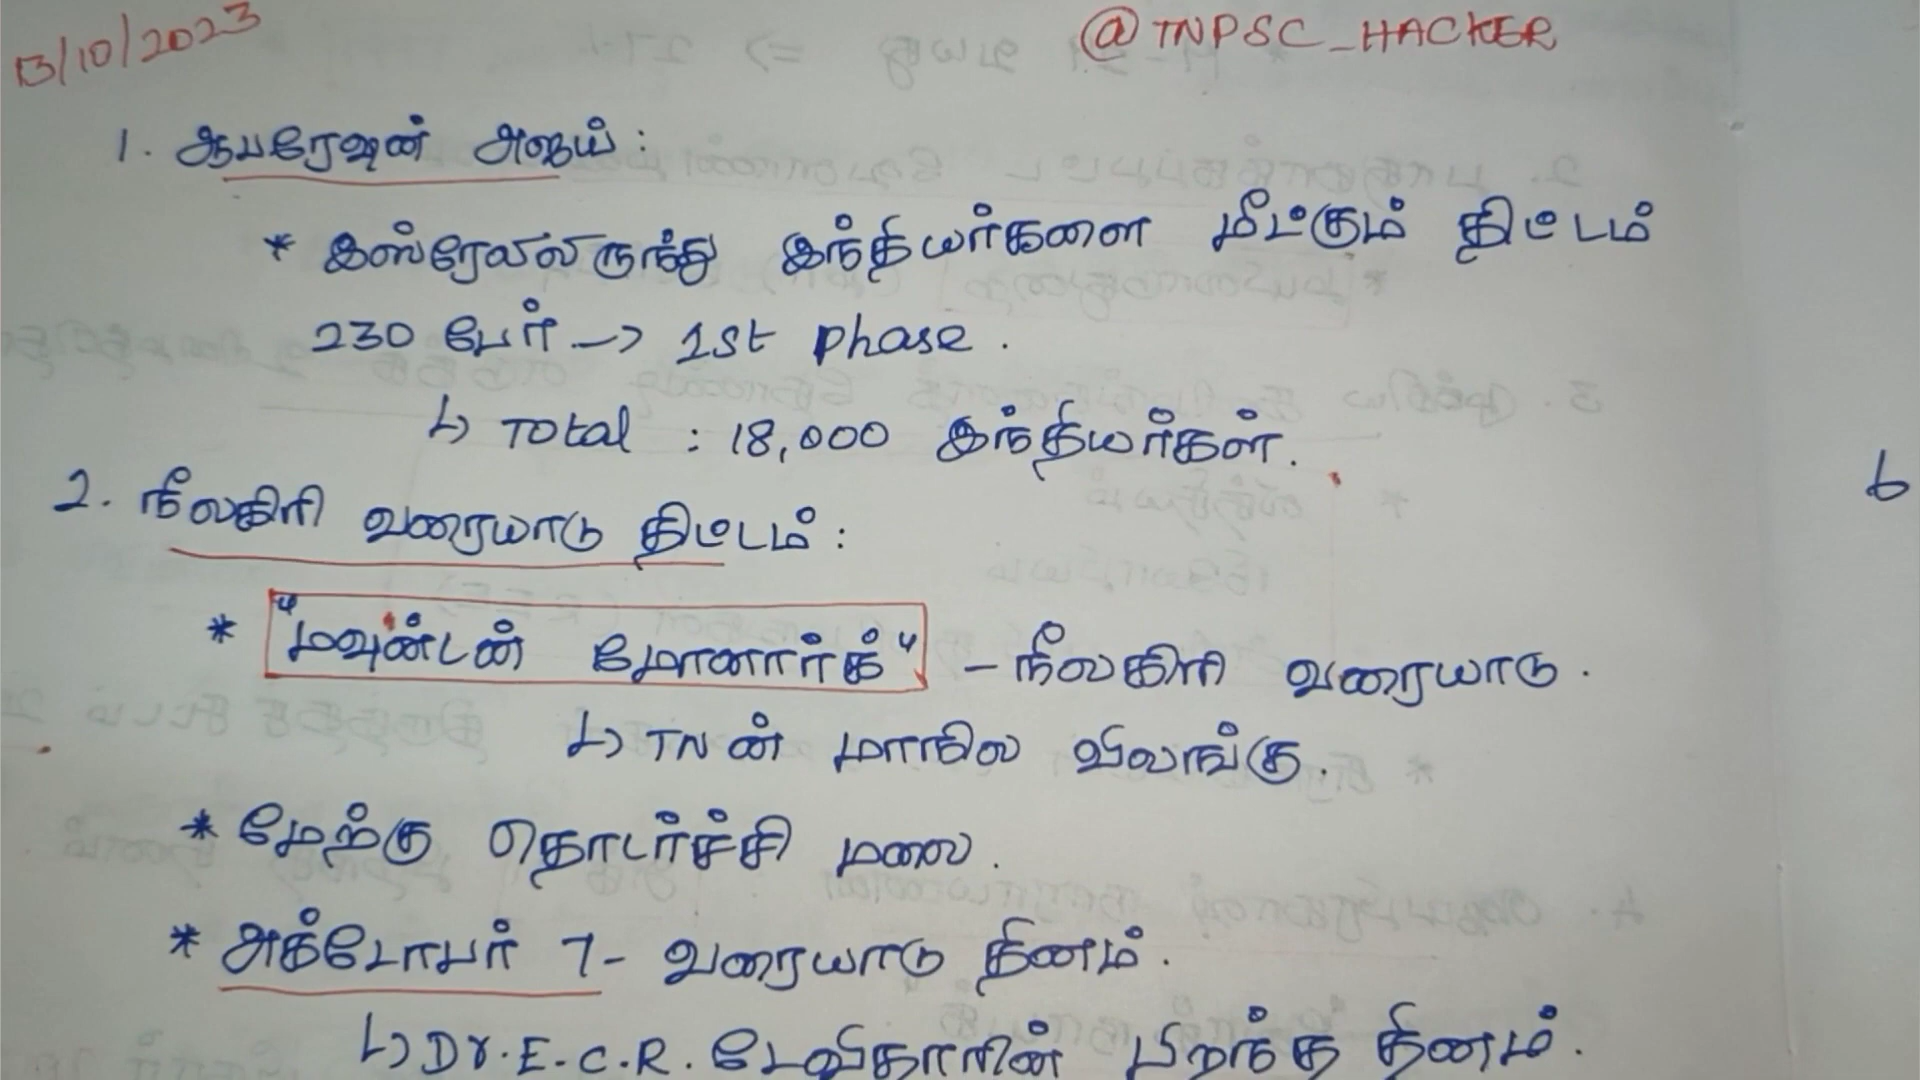 13/10/2023
@TNPSC_HACKER
1. ஆபரேஷன் அஜய் :
* இஸ்ரேலிலிருந்து இந்தியர்களை மீட்கும் திட்டம்
230 பேர் -> 1st phase.
↳ Total : 18,000 இந்தியர்கள்.
2. நீலகிரி வரையாடு திட்டம் :
* "மவுன்டன் மோனார்க்" - நீலகிரி வரையாடு.
↳ TN ன் மாநில விலங்கு.
* மேற்கு தொடர்ச்சி மலை.
* அக்டோபர் 7 - வரையாடு தினம்.
↳ Dr.E.C.R. டேவிதாரின் பிறந்த தினம்.